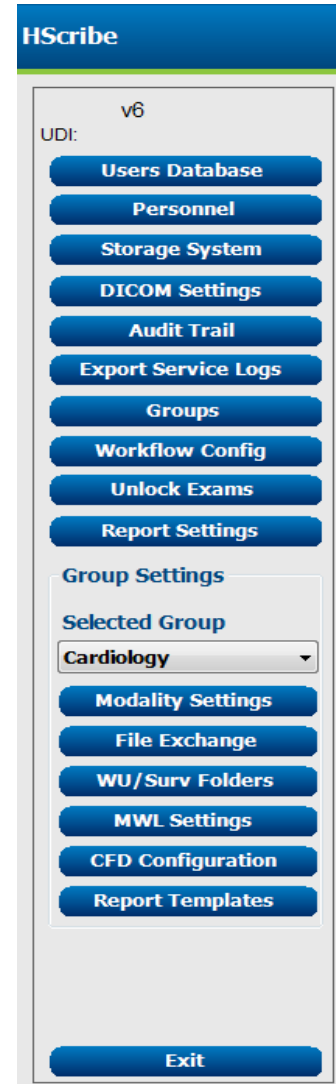 HScribe
v6
UDI:
Users Database
Personnel
Storage System
DICOM Settings
Audit Trail
Export Service Logs
Groups
Workflow Config
Unlock Exams
Report Settings
Group Settings
Selected Group
Cardiology
Modality Settings
File Exchange
WU/Surv Folders
MWL Settings
CFD Configuration
Report Templates
Exit